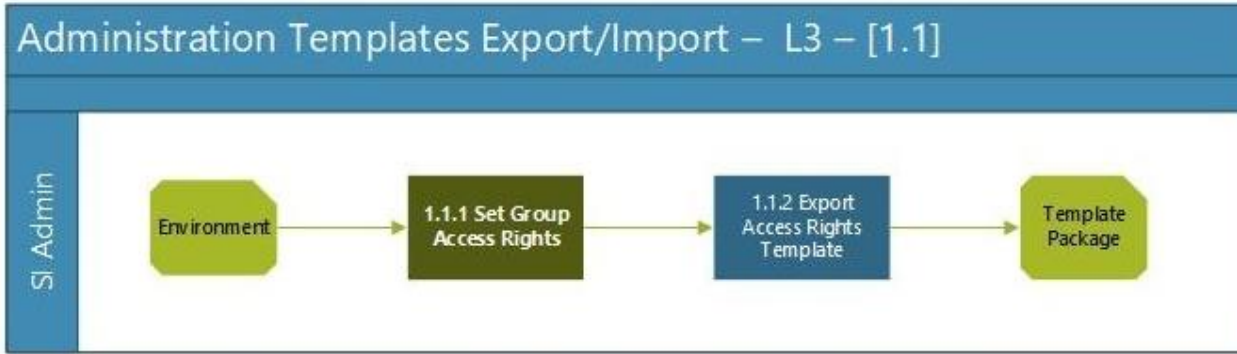 Administration Templates Export/Import – L3 – [1.1]
SI Admin
Environment
1.1.1 Set Group
Access Rights
1.1.2 Export
Access Rights
Template
Template
Package